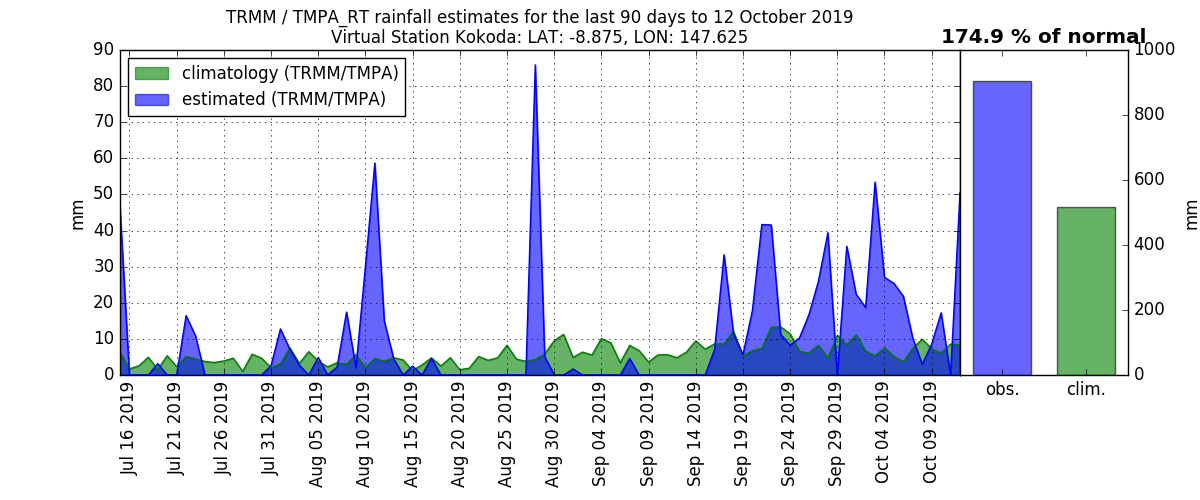 TRMM / TMPA_RT rainfall estimates for the last 90 days to 12 October 2019
Virtual Station Kokoda: LAT: -8.875, LON: 147.625
174.9 % of normal
climatology (TRMM/TMPA)
estimated (TRMM/TMPA)
mm
90
80
70
60
50
40
30
20
10
0
Jul 16 2019
Jul 21 2019
Jul 26 2019
Jul 31 2019
Aug 05 2019
Aug 10 2019
Aug 15 2019
Aug 20 2019
Aug 25 2019
Aug 30 2019
Sep 04 2019
Sep 09 2019
Sep 14 2019
Sep 19 2019
Sep 24 2019
Sep 29 2019
Oct 04 2019
Oct 09 2019
1000
800
600
400
200
0
mm
obs.
clim.